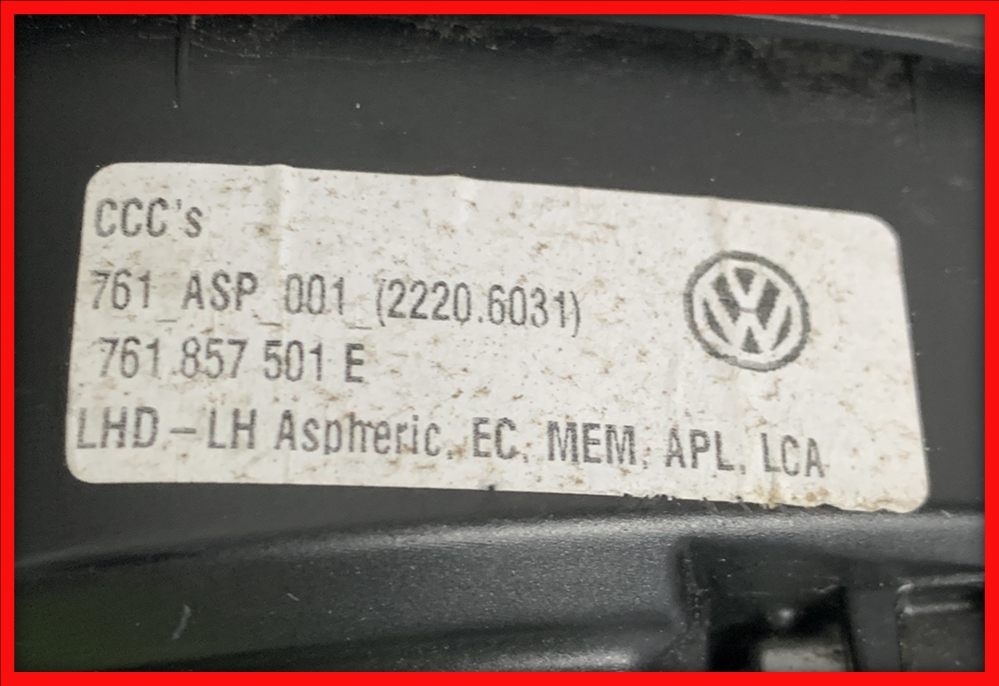 CCC's
761_ASP_001_(2220.6031)
761.857 501 E
LHD-LH Aspheric, EC, MEM, APL, LCA